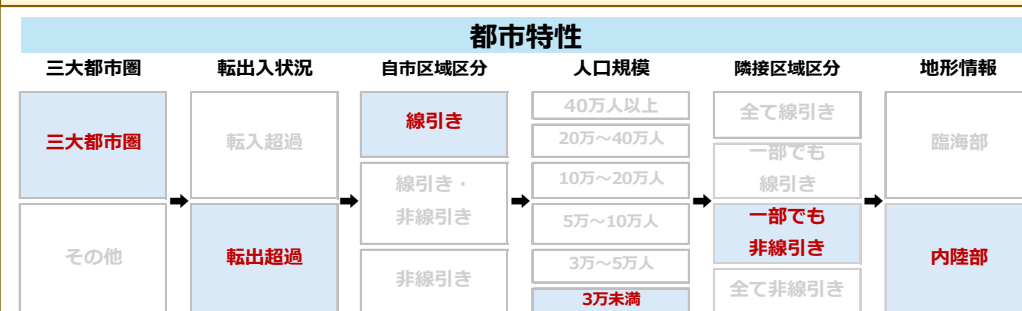 都市特性
三大都市圏
転出入状況
自市区域区分
人口規模
隣接区域区分
地形情報
三大都市圏
その他
転入超過
転出超過
線引き
線引き・
非線引き
非線引き
40万人以上
20万～40万人
10万～20万人
5万～10万人
3万～5万人
3万未満
全て線引き
一部でも
線引き
一部でも
非線引き
全て非線引き
臨海部
内陸部